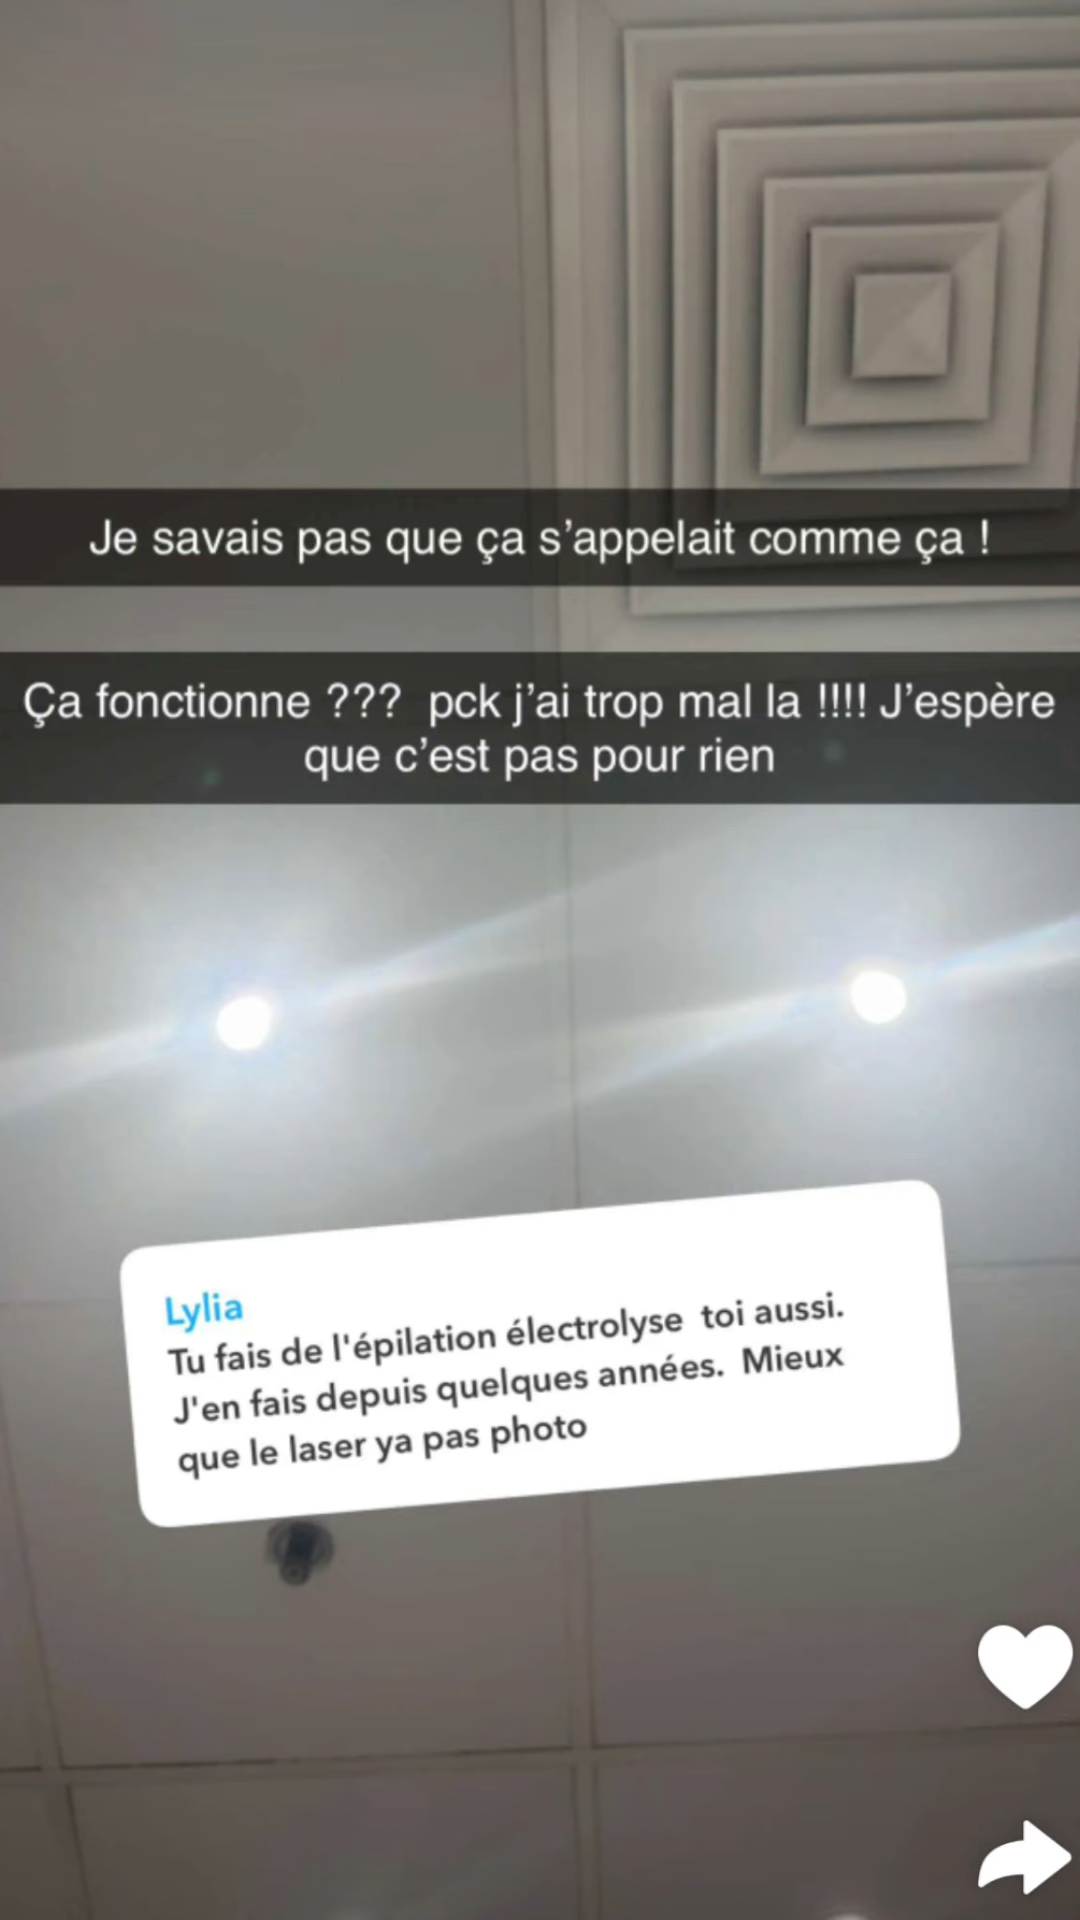 Je savais pas que ça s’appelait comme ça !
Ça fonctionne ???  pck j’ai trop mal la !!!! J’espère
que c’est pas pour rien
Lylia
Tu fais de l'épilation électrolyse  toi aussi.
J'en fais depuis quelques années.  Mieux
que le laser ya pas photo